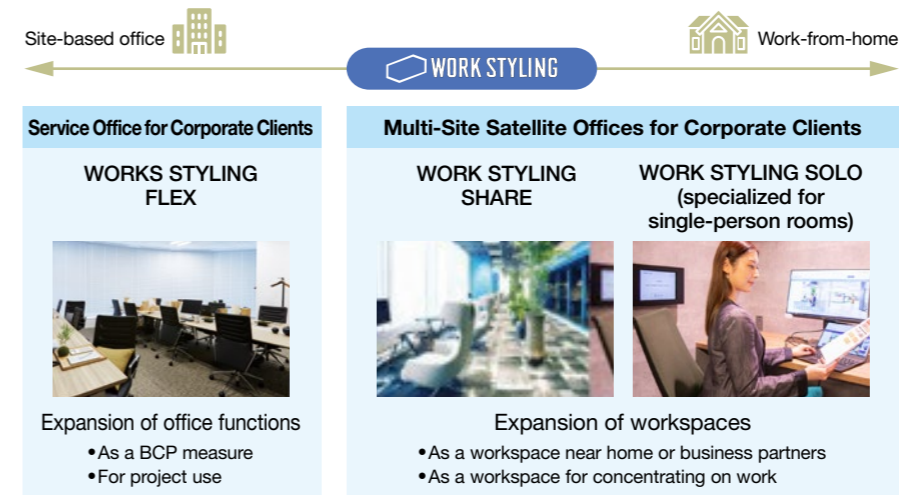 Site-based office
WORK STYLING
Work-from-home
Service Office for Corporate Clients
WORKS STYLING
FLEX
Expansion of office functions
•As a BCP measure
•For project use
Multi-Site Satellite Offices for Corporate Clients
WORK STYLING
SHARE
WORK STYLING SOLO
(specialized for
single-person rooms)
Expansion of workspaces
•As a workspace near home or business partners
•As a workspace for concentrating on work